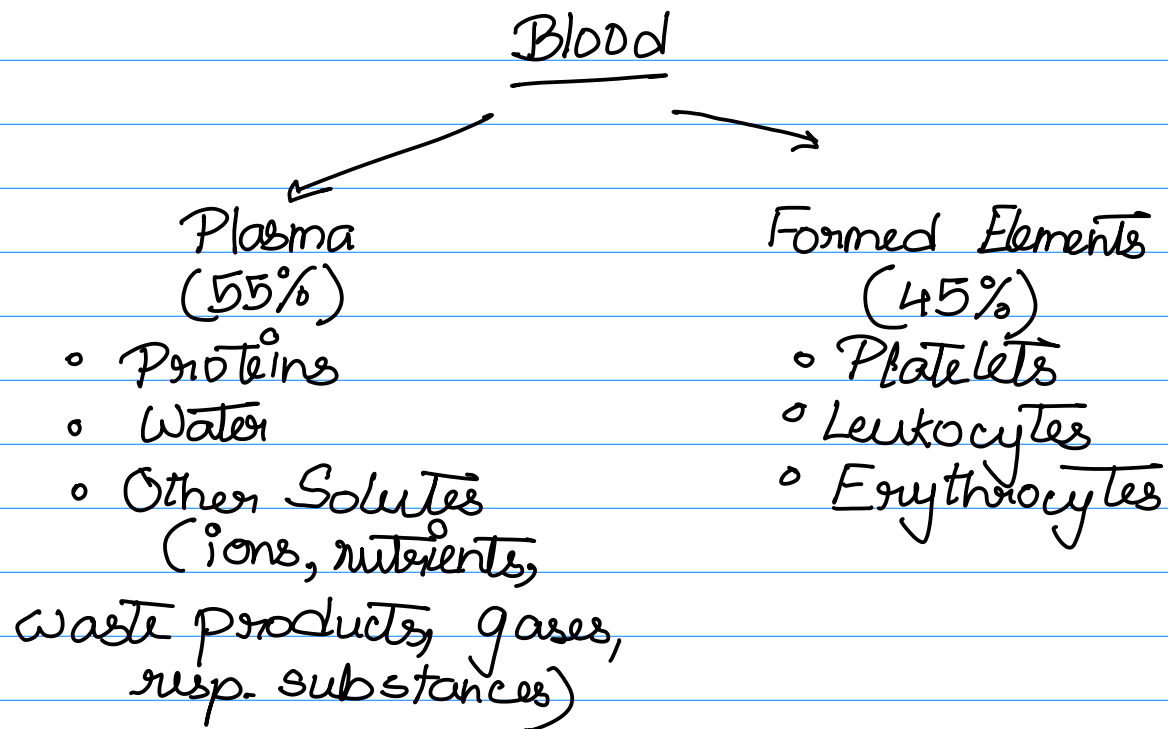 Blood
Plasma
(55%)
• Proteins
• Water
• Other Solutes
(ions, nutrients,
waste products, gases,
resp. substances)
Formed Elements
(45%)
• Platelets
• Leukocytes
• Erythrocytes